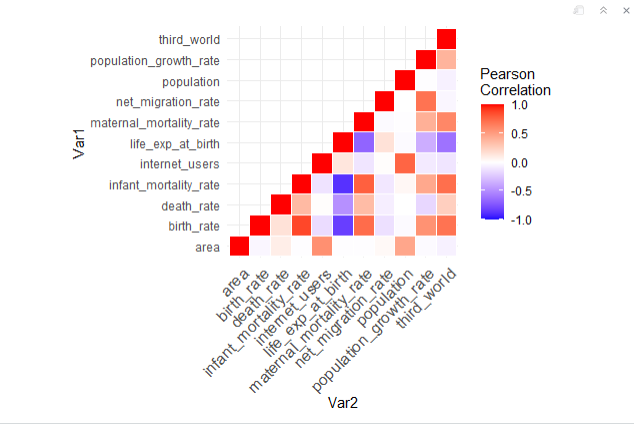 third_world
population_growth_rate
population
net_migration_rate
maternal_mortality_rate
life_exp_at_birth
internet_users
infant_mortality_rate
death_rate
birth_rate
area
Var1
area
birth_rate
death_rate
infant_mortality_rate
internet_users
life_exp_at_birth
maternal_mortality_rate
net_migration_rate
population
population_growth_rate
third_world
Var2
Pearson
Correlation
1.0
0.5
0.0
-0.5
-1.0